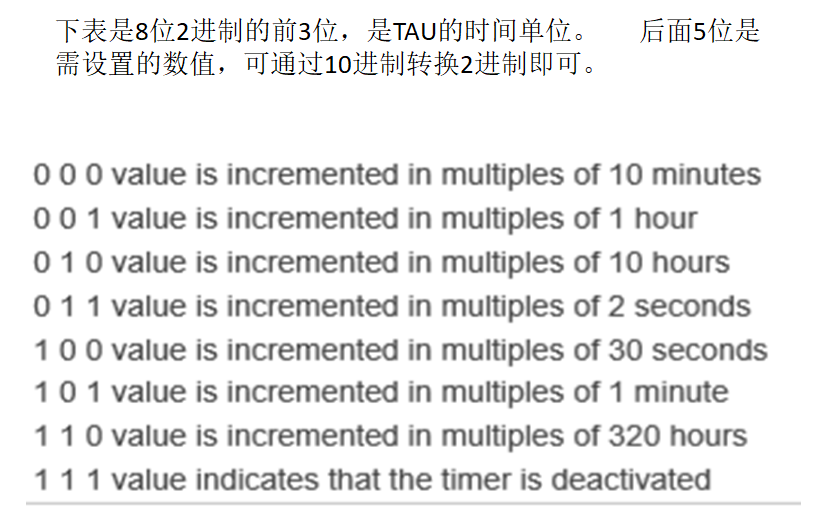 下表是8位2进制的前3位，是TAU的时间单位。 后面5位是
需设置的数值，可通过10进制转换2进制即可。
0 0 0 value is incremented in multiples of 10 minutes
0 0 1 value is incremented in multiples of 1 hour
0 1 0 value is incremented in multiples of 10 hours
0 1 1 value is incremented in multiples of 2 seconds
1 0 0 value is incremented in multiples of 30 seconds
1 0 1 value is incremented in multiples of 1 minute
1 1 0 value is incremented in multiples of 320 hours
1 1 1 value indicates that the timer is deactivated